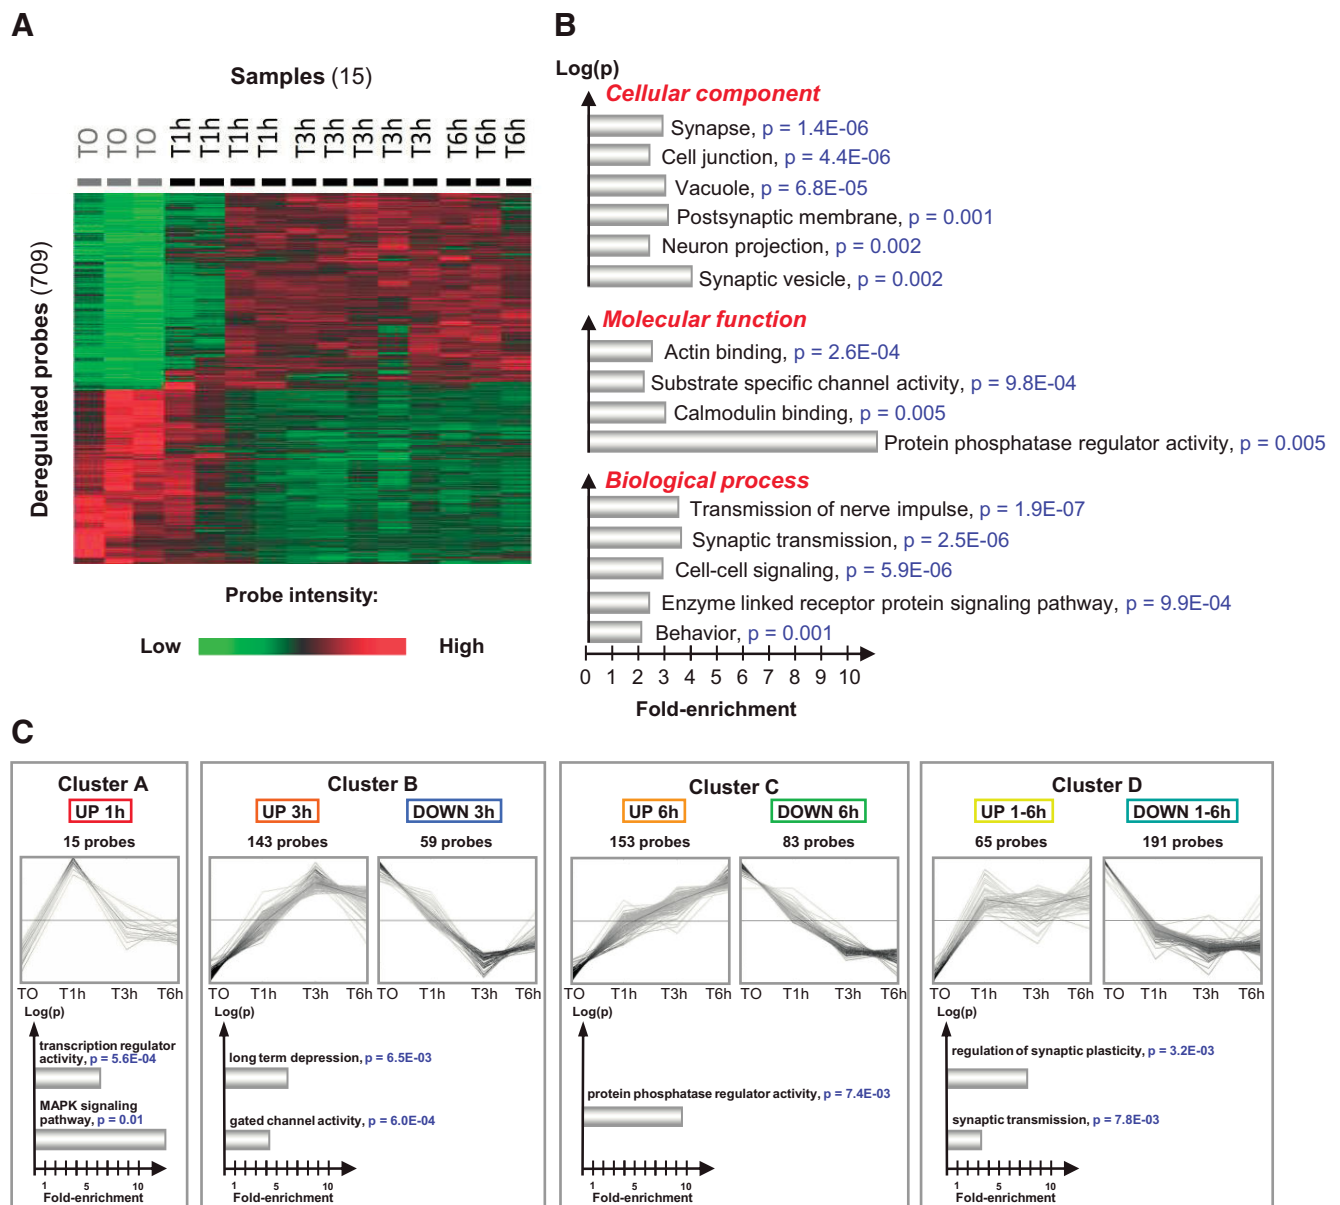 A
Samples (15)
TO TO TO T1h T1h T1h T1h T3h T3h T3h T3h T3h T6h T6h T6h
Deregulated probes (709)
Probe intensity:
Low High
B
Log(p)
Cellular component
Synapse, p = 1.4E-06
Cell junction, p = 4.4E-06
Vacuole, p = 6.8E-05
Postsynaptic membrane, p = 0.001
Neuron projection, p = 0.002
Synaptic vesicle, p = 0.002
Molecular function
Actin binding, p = 2.6E-04
Substrate specific channel activity, p = 9.8E-04
Calmodulin binding, p = 0.005
Protein phosphatase regulator activity, p = 0.005
Biological process
Transmission of nerve impulse, p = 1.9E-07
Synaptic transmission, p = 2.5E-06
Cell-cell signaling, p = 5.9E-06
Enzyme linked receptor protein signaling pathway, p = 9.9E-04
Behavior, p = 0.001
0 1 2 3 4 5 6 7 8 9 10
Fold-enrichment
C
Cluster A
UP 1h
15 probes
TO T1h T3h T6h
Log(p)
transcription regulator
activity, p = 5.6E-04
MAPK signaling
pathway, p = 0.01
1 5 10
Fold-enrichment
Cluster B
UP 3h DOWN 3h
143 probes 59 probes
TO T1h T3h T6h TO T1h T3h T6h
Log(p)
long term depression, p = 6.5E-03
gated channel activity, p = 6.0E-04
1 5 10
Fold-enrichment
Cluster C
UP 6h DOWN 6h
153 probes 83 probes
TO T1h T3h T6h TO T1h T3h T6h
Log(p)
protein phosphatase regulator activity, p = 7.4E-03
1 5 10
Fold-enrichment
Cluster D
UP 1-6h DOWN 1-6h
65 probes 191 probes
TO T1h T3h T6h TO T1h T3h T6h
Log(p)
regulation of synaptic plasticity, p = 3.2E-03
synaptic transmission, p = 7.8E-03
1 5 10
Fold-enrichment